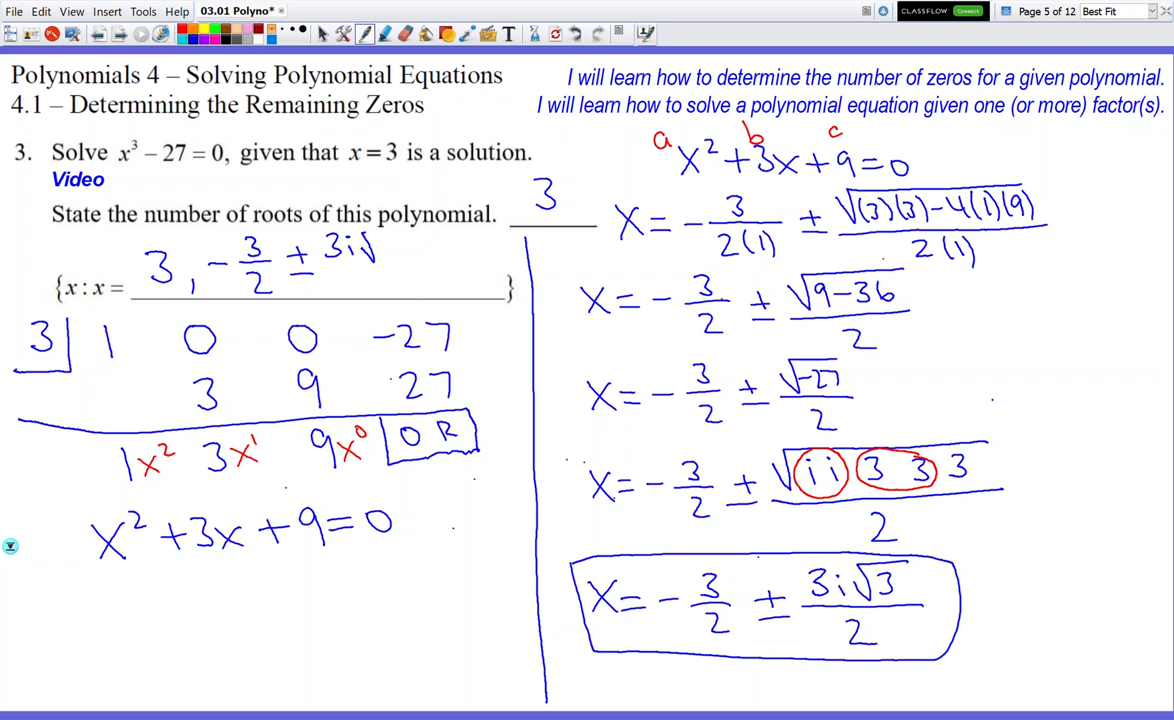 File Edit View Insert Tools Help 03.01 Polyno* CLASSFLOW Connect Page 5 of 12 Best Fit
Polynomials 4 – Solving Polynomial Equations
4.1 – Determining the Remaining Zeros
I will learn how to determine the number of zeros for a given polynomial.
I will learn how to solve a polynomial equation given one (or more) factor(s).
3. Solve x³ – 27 = 0, given that x = 3 is a solution.
Video
State the number of roots of this polynomial. 3
{x : x = 3, -3/2 ± 3i√ }
3 | 1 0 0 -27
3 9 27
1x² 3x¹ 9x⁰ 0 R
x² + 3x + 9 = 0
a b c
x² + 3x + 9 = 0
x = -3/2(1) ± √(3)(3)-4(1)(9)/2(1)
x = -3/2 ± √9-36/2
x = -3/2 ± √-27/2
x = -3/2 ± √i i 3 3 3/2
x = -3/2 ± 3i√3/2